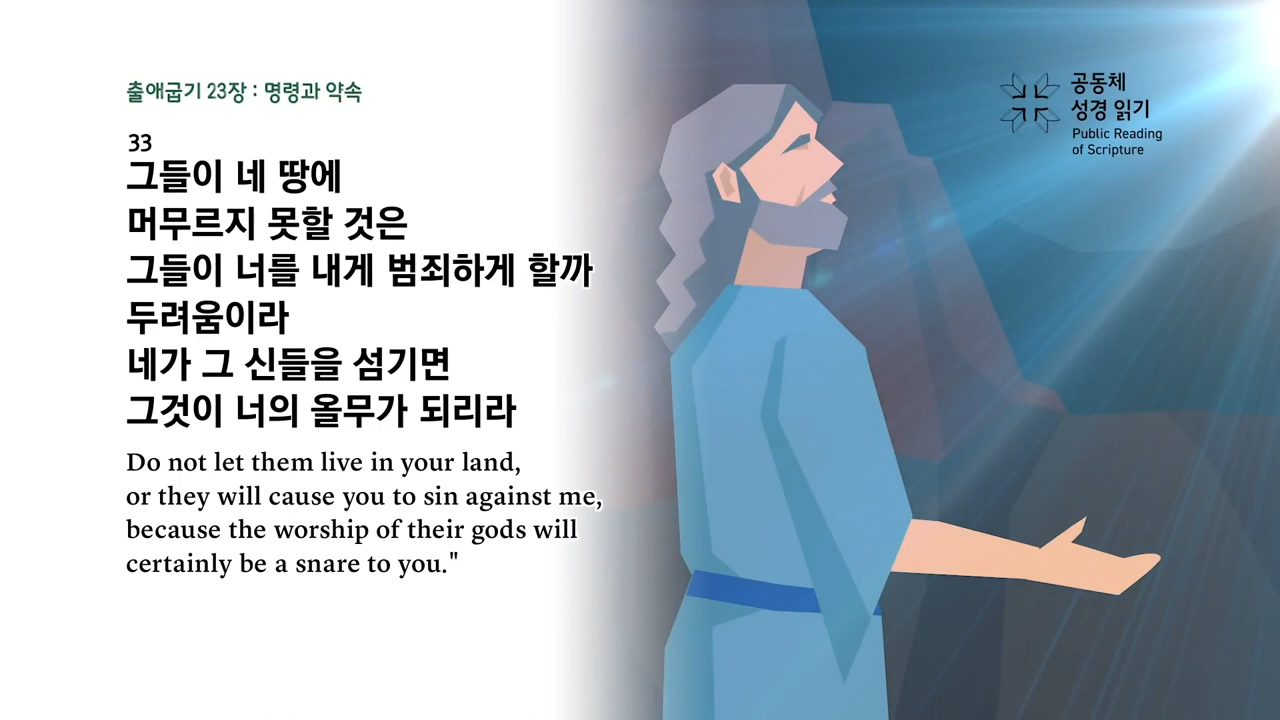 출애굽기 23장 : 명령과 약속
33
그들이 네 땅에
머무르지 못할 것은
그들이 너를 내게 범죄하게 할까
두려움이라
네가 그 신들을 섬기면
그것이 너의 올무가 되리라
Do not let them live in your land,
or they will cause you to sin against me,
because the worship of their gods will
certainly be a snare to you."
공동체
성경 읽기
Public Reading
of Scripture